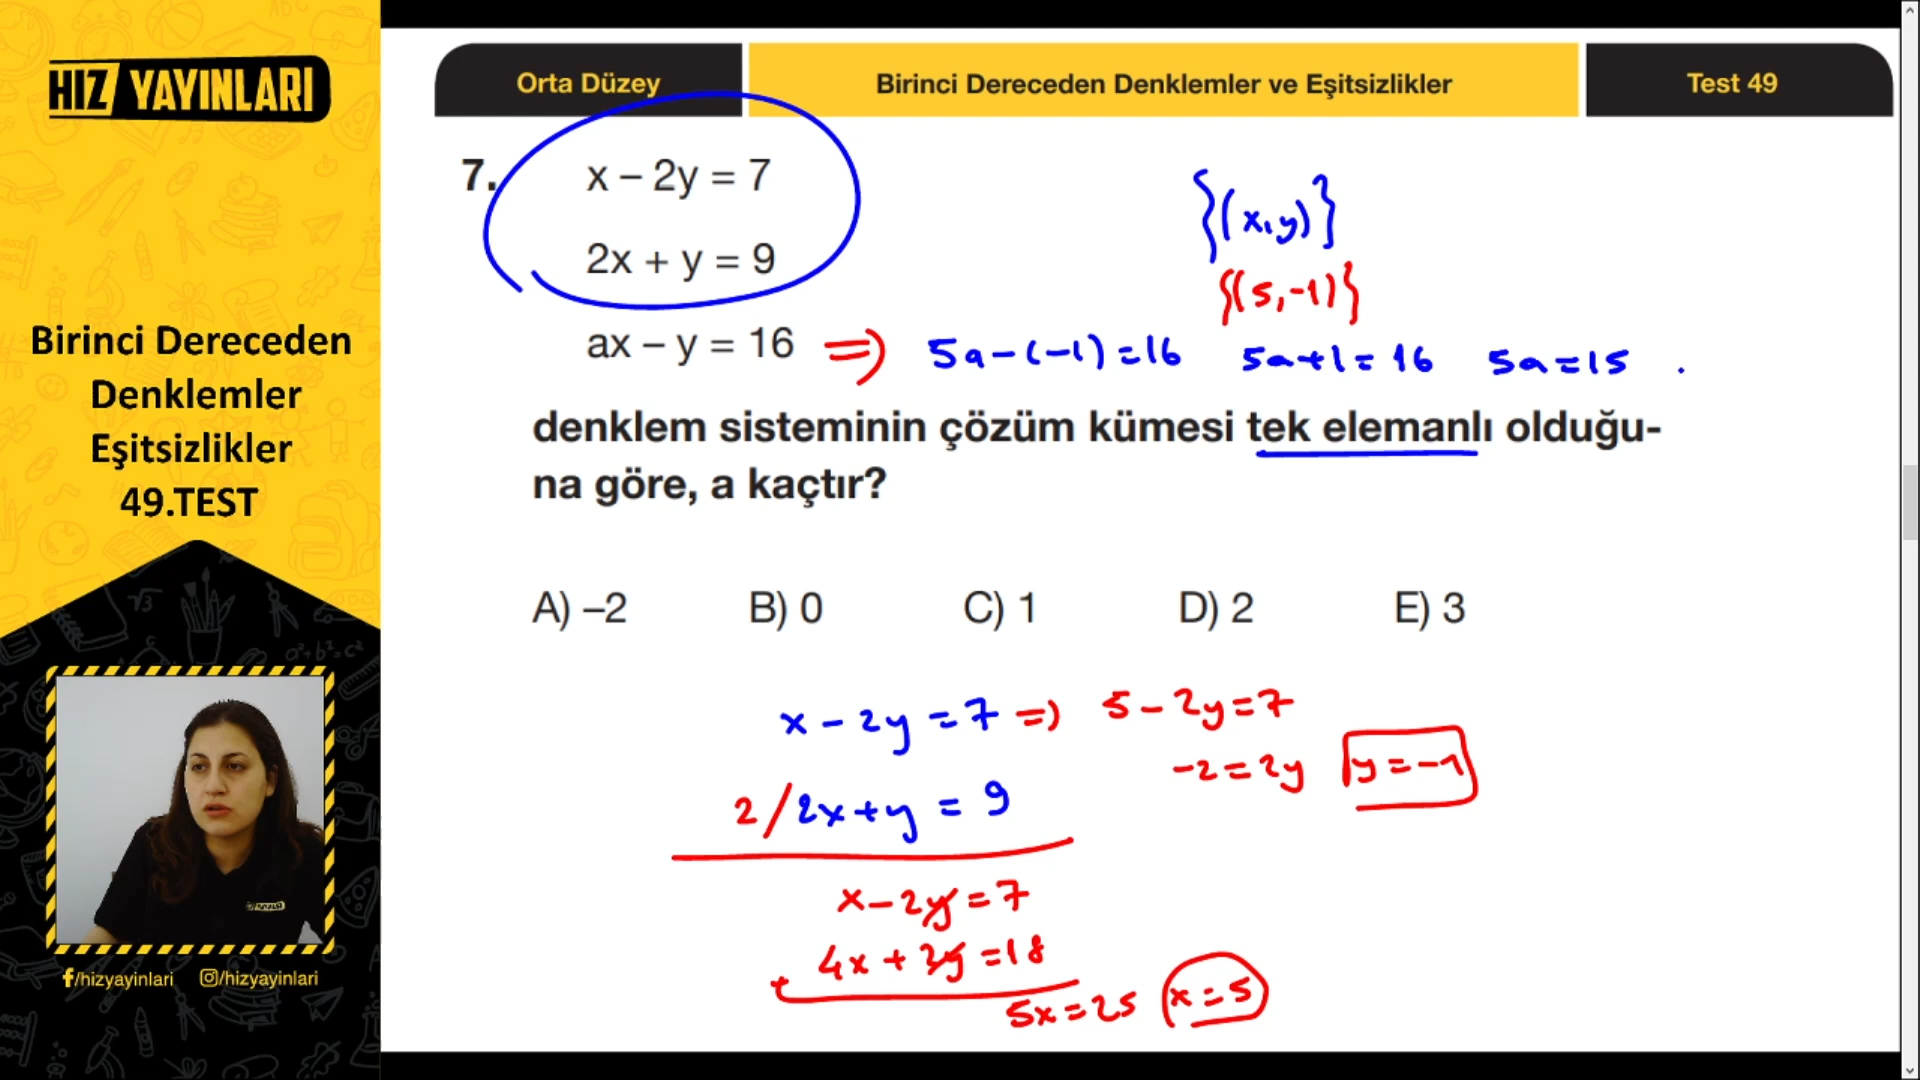 HIZ YAYINLARI
Birinci Dereceden
Denklemler
Eşitsizlikler
49.TEST
f/hizyayinlari /hizyayinlari
Orta Düzey Birinci Dereceden Denklemler ve Eşitsizlikler Test 49
7. x – 2y = 7
2x + y = 9
ax – y = 16 => 5a-(-1)=16 5a+1=16 5a=15 .
{(x,y)}
{(5,-1)}
denklem sisteminin çözüm kümesi tek elemanlı olduğu-
na göre, a kaçtır?
A) –2 B) 0 C) 1 D) 2 E) 3
x - 2y = 7 => 5 - 2y = 7
-2 = 2y y = -1
2/ 2x + y = 9
x - 2y = 7
4x + 2y = 18
+
5x = 25 x = 5